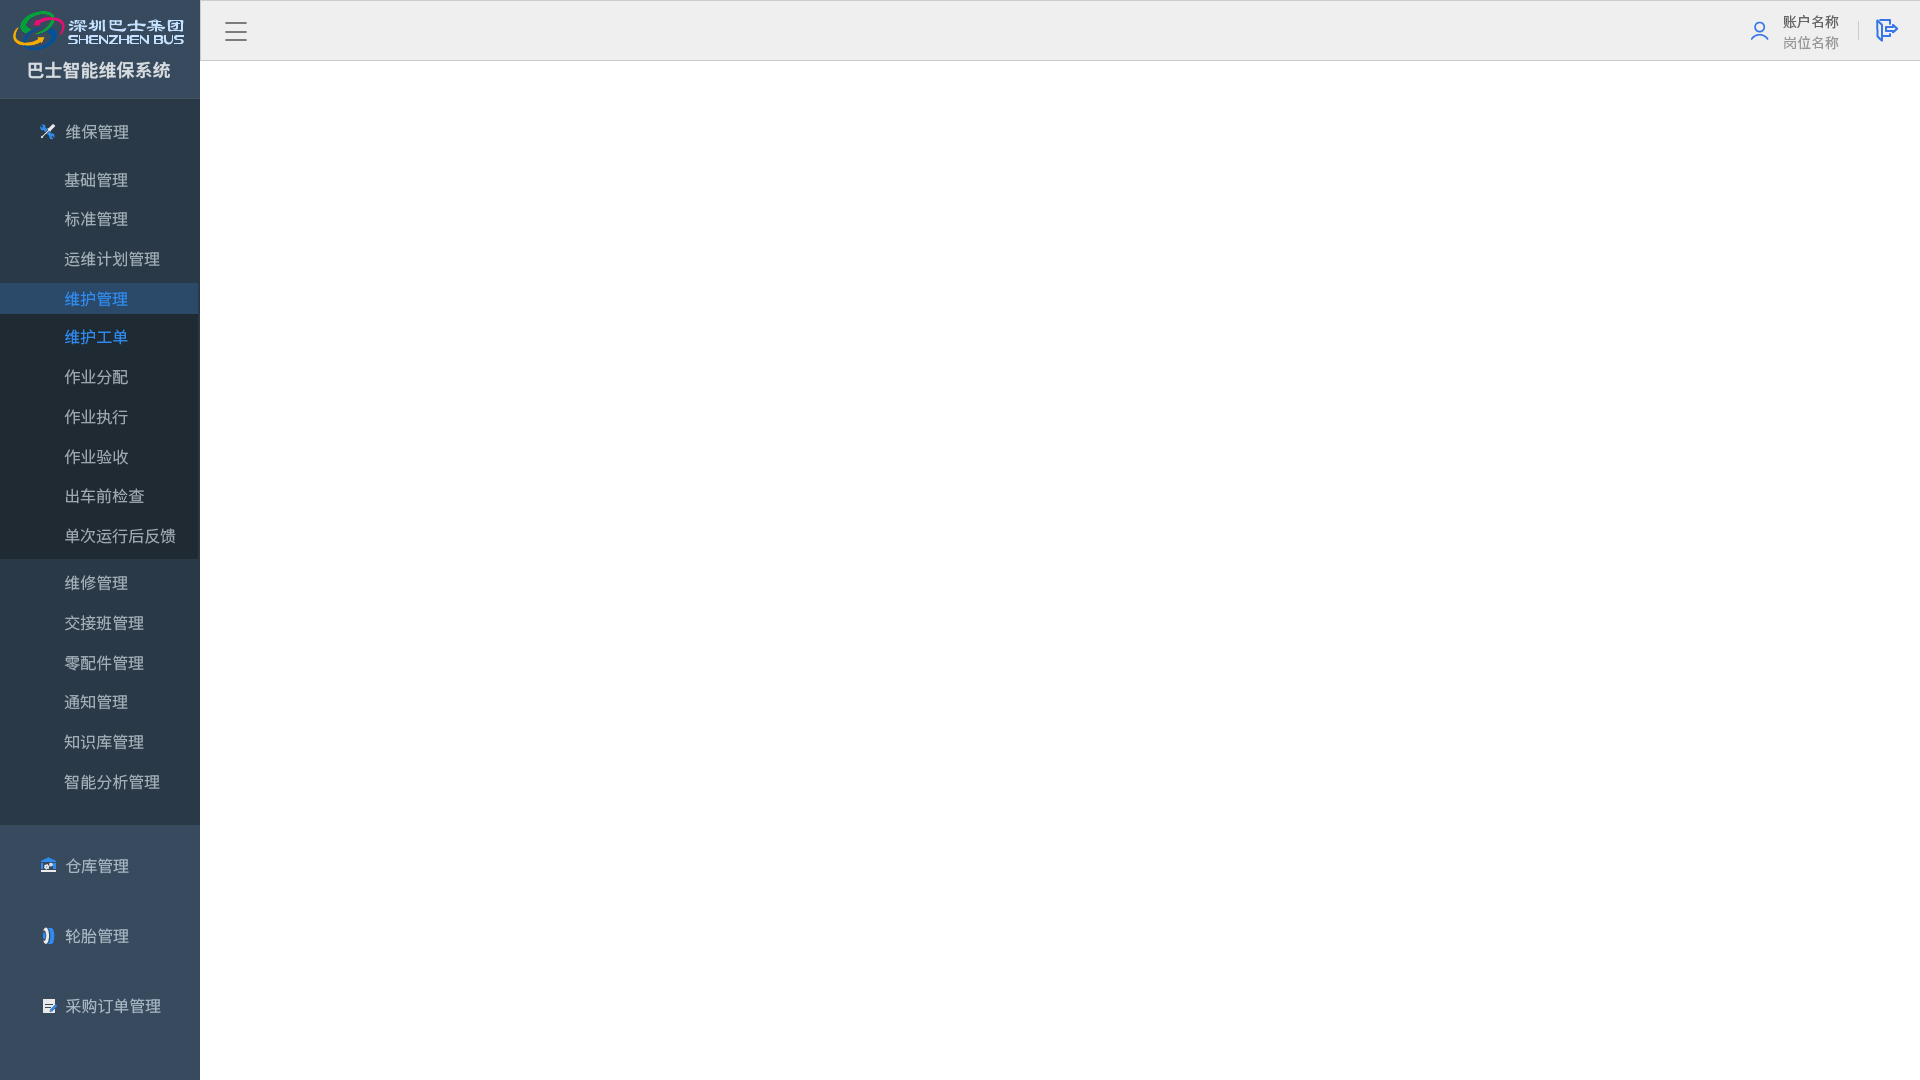 深圳巴士集团
SHENZHEN BUS
巴士智能维保系统
账户名称
岗位名称
维保管理
基础管理
标准管理
运维计划管理
维护管理
维护工单
作业分配
作业执行
作业验收
出车前检查
单次运行后反馈
维修管理
交接班管理
零配件管理
通知管理
知识库管理
智能分析管理
仓库管理
轮胎管理
采购订单管理